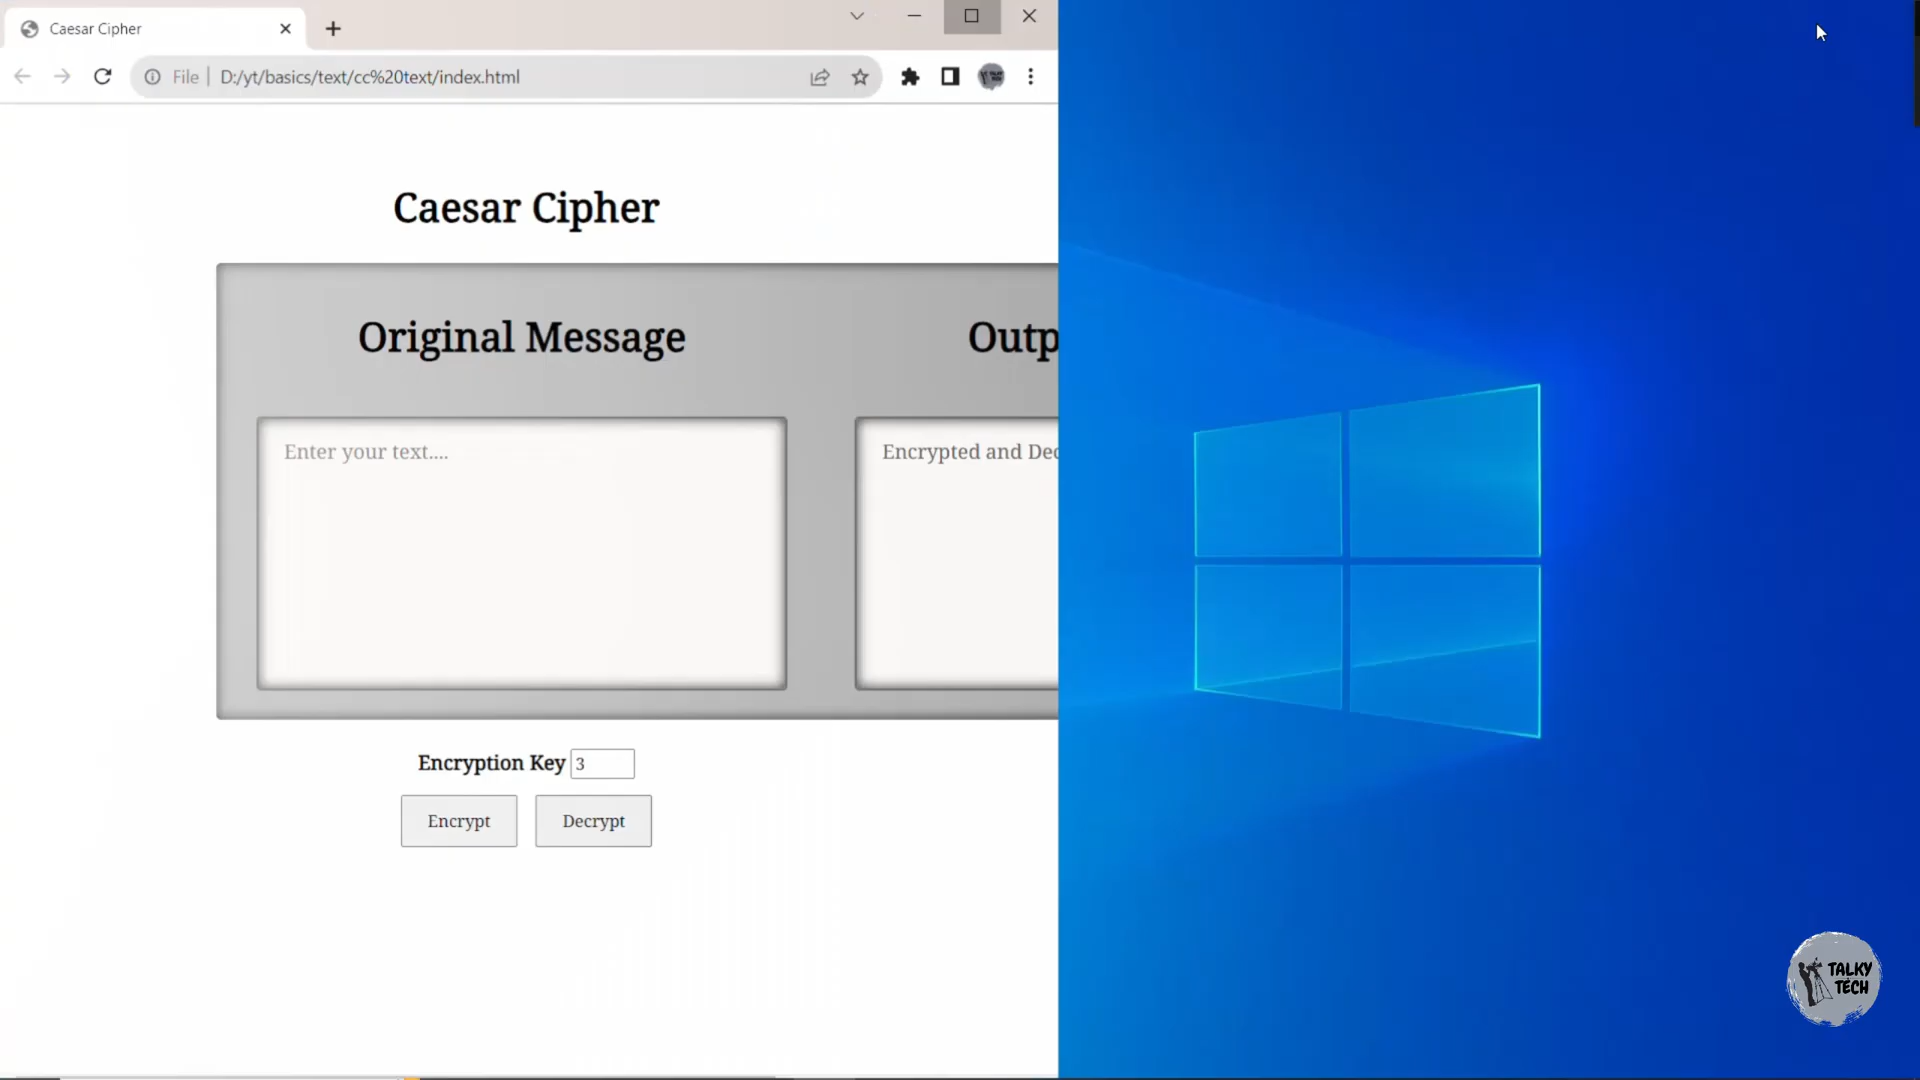 Caesar Cipher
File
D:/yt/basics/text/cc%20text/index.html
Caesar Cipher
Original Message
Outp
Enter your text....
Encrypted and Dec
Encryption Key 3
Encrypt Decrypt
TALKY
TECH